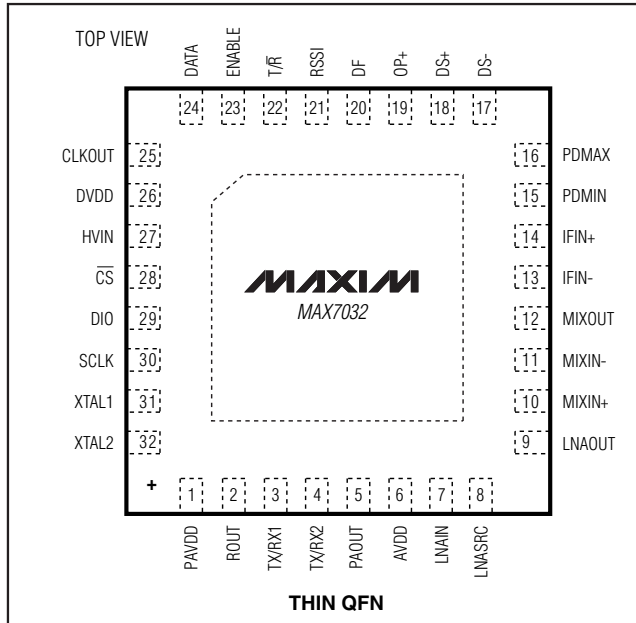 TOP VIEW
DATA
ENABLE
T/R̅
RSSI
DF
OP+
DS+
DS-
24
23
22
21
20
19
18
17
CLKOUT 25
DVDD 26
HVIN 27
C̅S̅ 28
DIO 29
SCLK 30
XTAL1 31
XTAL2 32
16 PDMAX
15 PDMIN
14 IFIN+
13 IFIN-
12 MIXOUT
11 MIXIN-
10 MIXIN+
9 LNAOUT
MAXIM
MAX7032
+
1
2
3
4
5
6
7
8
PAVDD
ROUT
TX/RX1
TX/RX2
PAOUT
AVDD
LNAIN
LNASRC
THIN QFN